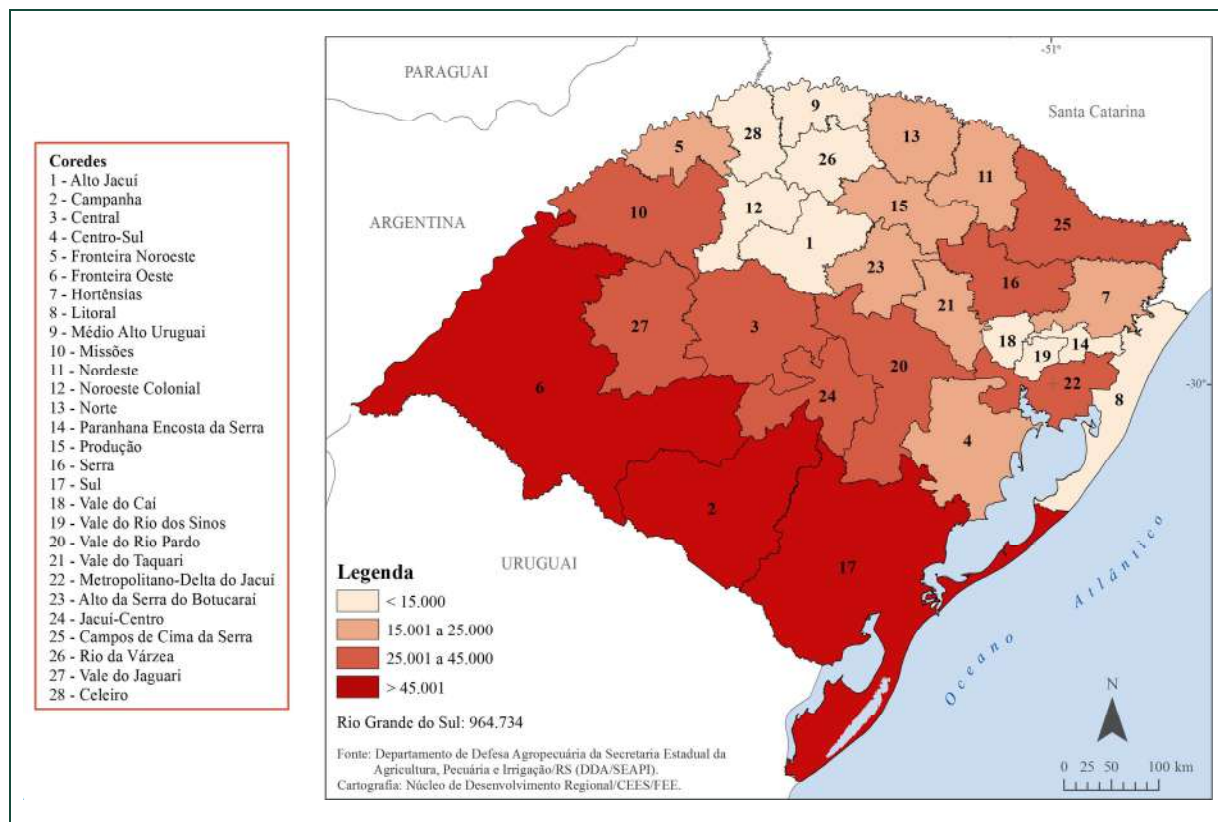 Coredes
1 - Alto Jacuí
2 - Campanha
3 - Central
4 - Centro-Sul
5 - Fronteira Noroeste
6 - Fronteira Oeste
7 - Hortênsias
8 - Litoral
9 - Médio Alto Uruguai
10 - Missões
11 - Nordeste
12 - Noroeste Colonial
13 - Norte
14 - Paranhana Encosta da Serra
15 - Produção
16 - Serra
17 - Sul
18 - Vale do Caí
19 - Vale do Rio dos Sinos
20 - Vale do Rio Pardo
21 - Vale do Taquari
22 - Metropolitano-Delta do Jacuí
23 - Alto da Serra do Botucaraí
24 - Jacuí-Centro
25 - Campos de Cima da Serra
26 - Rio da Várzea
27 - Vale do Jaguari
28 - Celeiro
-51°
PARAGUAI
Santa Catarina
9
28
13
5
26
11
15
12
10
ARGENTINA
25
1
23
16
7
21
27
3
18
14
19
20
-30°
22
6
24
8
4
2
URUGUAI
17
Oceano Atlântico
Legenda
< 15.000
15.001 a 25.000
25.001 a 45.000
> 45.001
Rio Grande do Sul: 964.734
Fonte: Departamento de Defesa Agropecuária da Secretaria Estadual da
Agricultura, Pecuária e Irrigação/RS (DDA/SEAPI).
Cartografia: Núcleo de Desenvolvimento Regional/CEES/FEE.
N
0 25 50 100 km